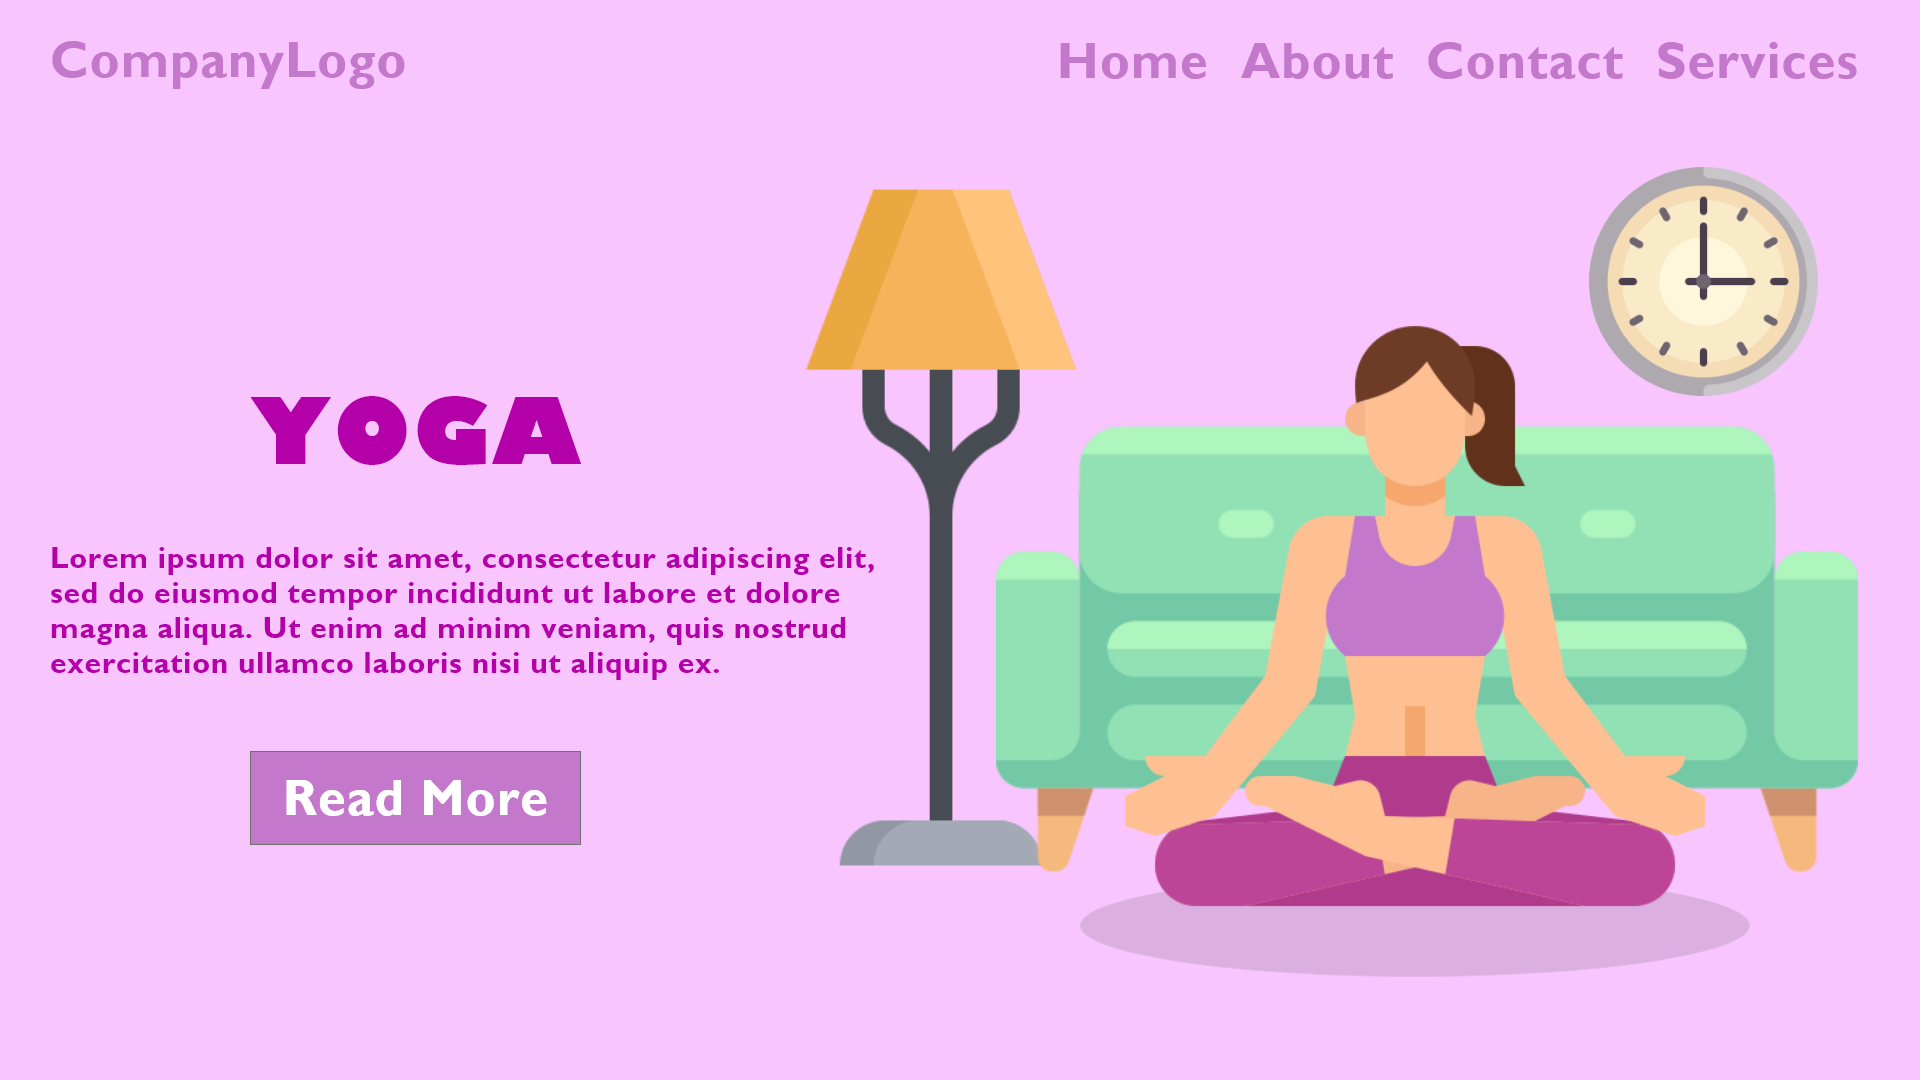 CompanyLogo
Home About Contact Services
YOGA
Lorem ipsum dolor sit amet, consectetur adipiscing elit,
sed do eiusmod tempor incididunt ut labore et dolore
magna aliqua. Ut enim ad minim veniam, quis nostrud
exercitation ullamco laboris nisi ut aliquip ex.
Read More